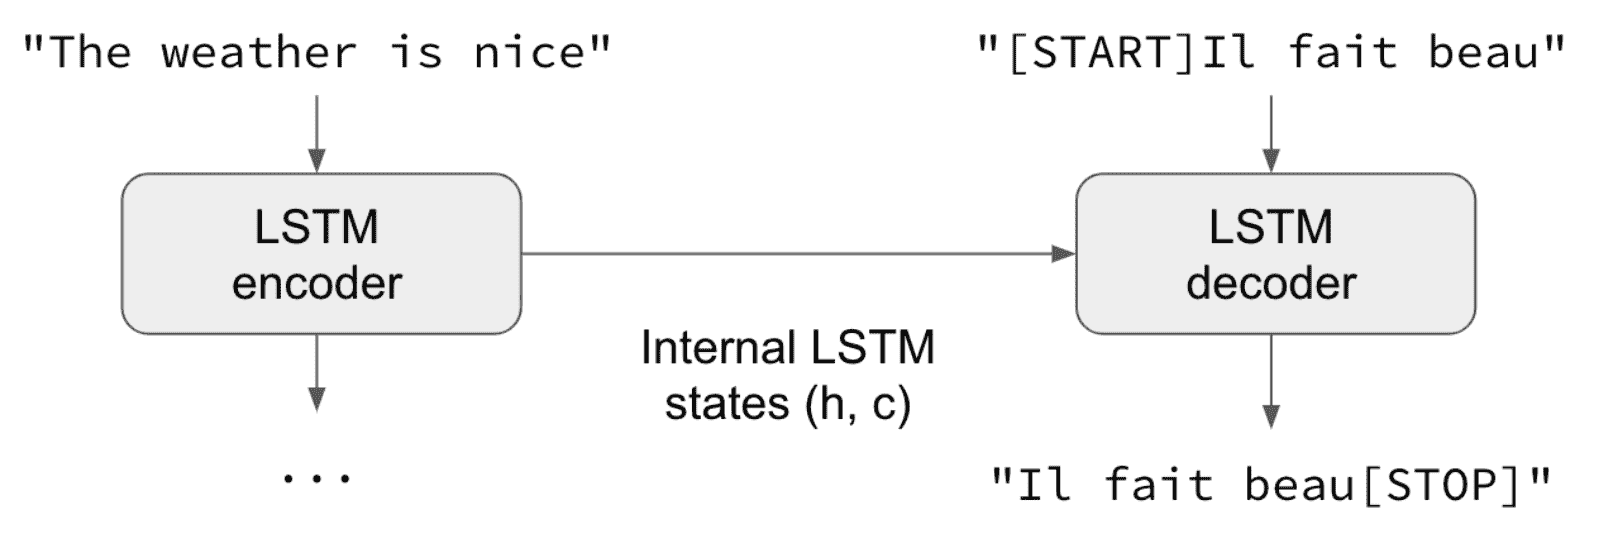 "The weather is nice"
"[START]Il fait beau"
LSTM
encoder
LSTM
decoder
Internal LSTM
states (h, c)
...
"Il fait beau[STOP]"